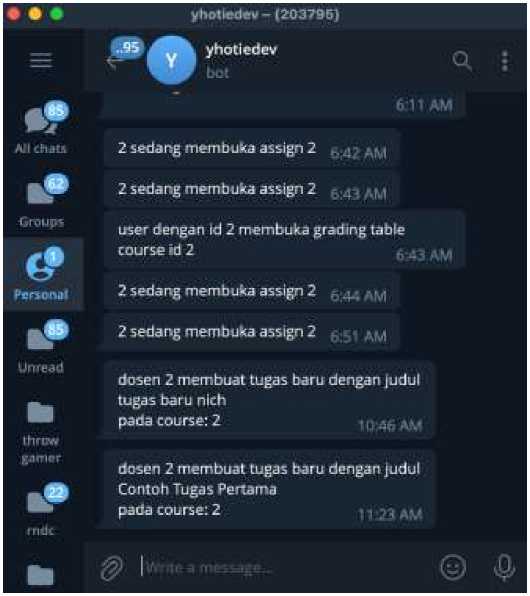 yhotiedev – (203795)
..95
Y
yhotiedev
bot
6:11 AM
85
All chats
2 sedang membuka assign 2 6:42 AM
62
2 sedang membuka assign 2 6:43 AM
Groups
user dengan id 2 membuka grading table
course id 2 6:43 AM
1
Personal
2 sedang membuka assign 2 6:44 AM
85
2 sedang membuka assign 2 6:51 AM
Unread
dosen 2 membuat tugas baru dengan judul
tugas baru nich
pada course: 2 10:46 AM
throw
gamer
dosen 2 membuat tugas baru dengan judul
Contoh Tugas Pertama
pada course: 2 11:23 AM
22
rndc
Write a message...